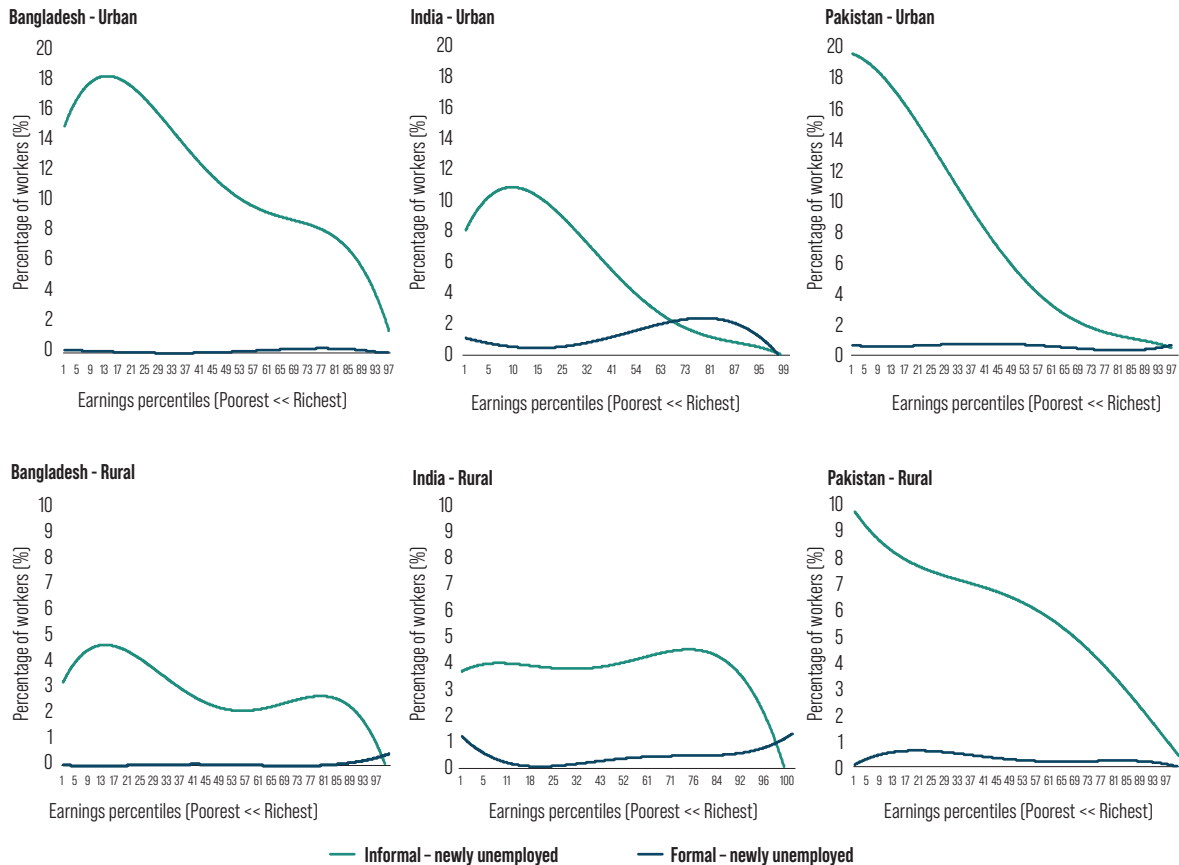 Bangladesh - Urban
20
18
16
14
12
10
8
6
4
2
0
Percentage of workers (%)
1 5 9 13 17 21 25 29 33 37 41 45 49 53 57 61 65 69 73 77 81 85 89 93 97
Earnings percentiles (Poorest << Richest)
India - Urban
20
18
16
14
12
10
8
6
4
2
0
Percentage of workers (%)
1 5 10 15 25 32 41 54 63 73 81 87 95 99
Earnings percentiles (Poorest << Richest)
Pakistan - Urban
20
18
16
14
12
10
8
6
4
2
0
Percentage of workers (%)
1 5 9 13 17 21 25 29 33 37 41 45 49 53 57 61 65 69 73 77 81 85 89 93 97
Earnings percentiles (Poorest << Richest)
Bangladesh - Rural
10
9
8
7
6
5
4
3
2
1
0
Percentage of workers (%)
1 5 9 13 17 21 25 29 33 37 41 45 49 53 57 61 65 69 73 77 81 85 89 93 97
Earnings percentiles (Poorest << Richest)
India - Rural
10
9
8
7
6
5
4
3
2
1
0
Percentage of workers (%)
1 5 11 18 25 32 43 52 61 71 76 84 92 96 100
Earnings percentiles (Poorest << Richest)
Pakistan - Rural
10
9
8
7
6
5
4
3
2
1
0
Percentage of workers (%)
1 5 9 13 17 21 25 29 33 37 41 45 49 53 57 61 65 69 73 77 81 85 89 93 97
Earnings percentiles (Poorest << Richest)
Informal – newly unemployed
Formal – newly unemployed